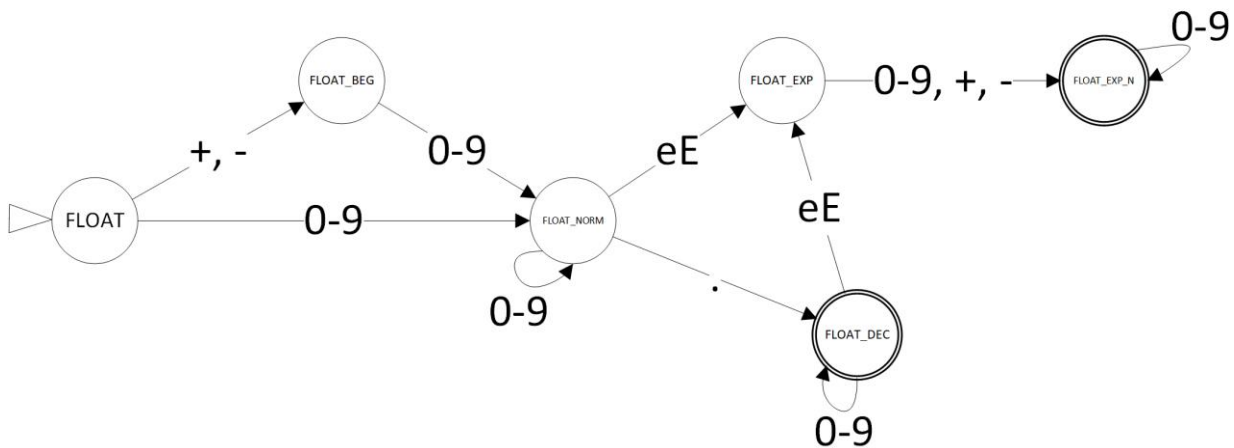 0-9
FLOAT_BEG
FLOAT_EXP
0-9, +, -
FLOAT_EXP_N
+, -
0-9
eE
FLOAT
0-9
FLOAT_NORM
eE
.
0-9
FLOAT_DEC
0-9